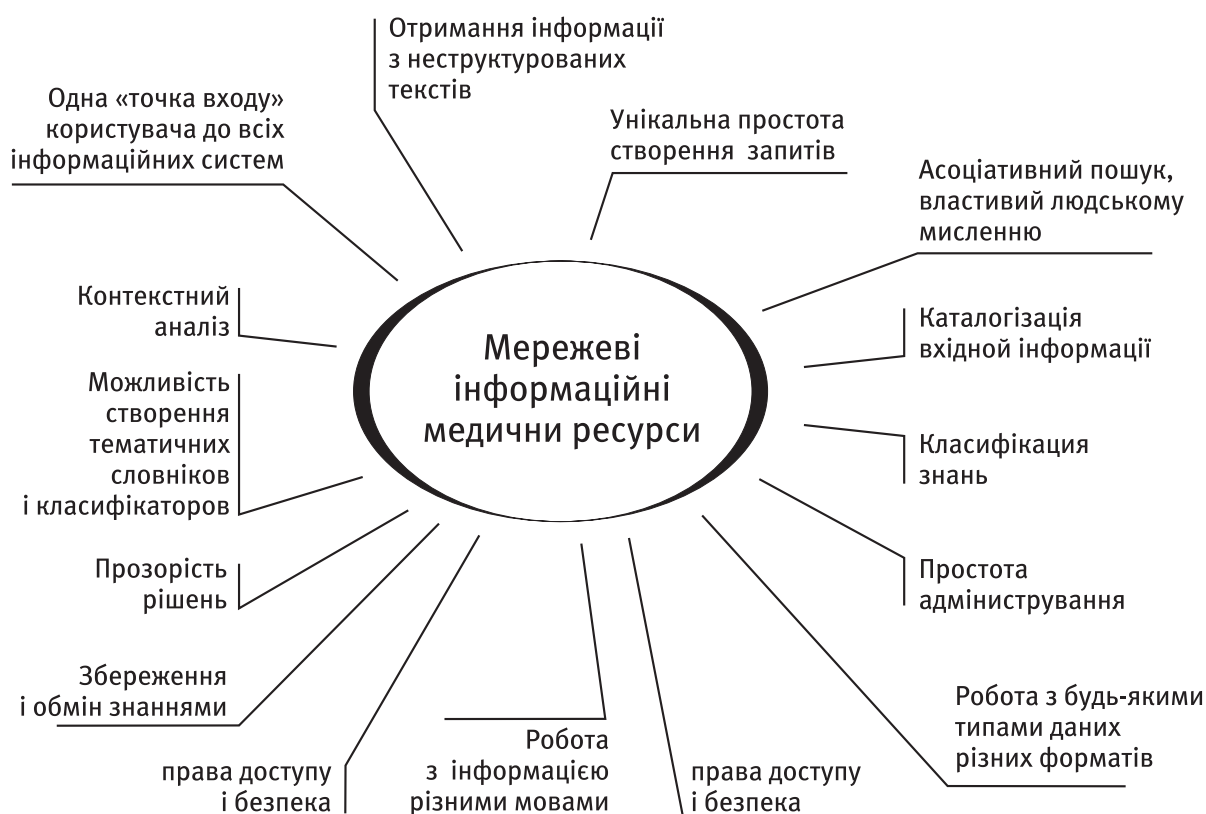 Отримання інформації
з неструктурованих
текстів
Одна «точка входу»
користувача до всіх
інформаційних систем
Унікальна простота
створення запитів
Асоціативний пошук,
властивий людському
мисленню
Контекстний
аналіз
Каталогізація
вхідной інформації
Мережеві
інформаційні
медични ресурси
Можливість
створення
тематичних
словників
і класифікаторов
Класифікация
знань
Прозорість
рішень
Простота
адміністрування
Збереження
і обмін знаннями
Робота з будь-якими
типами даних
різних форматів
права доступу
і безпека
Робота
з інформацією
різними мовами
права доступу
і безпека